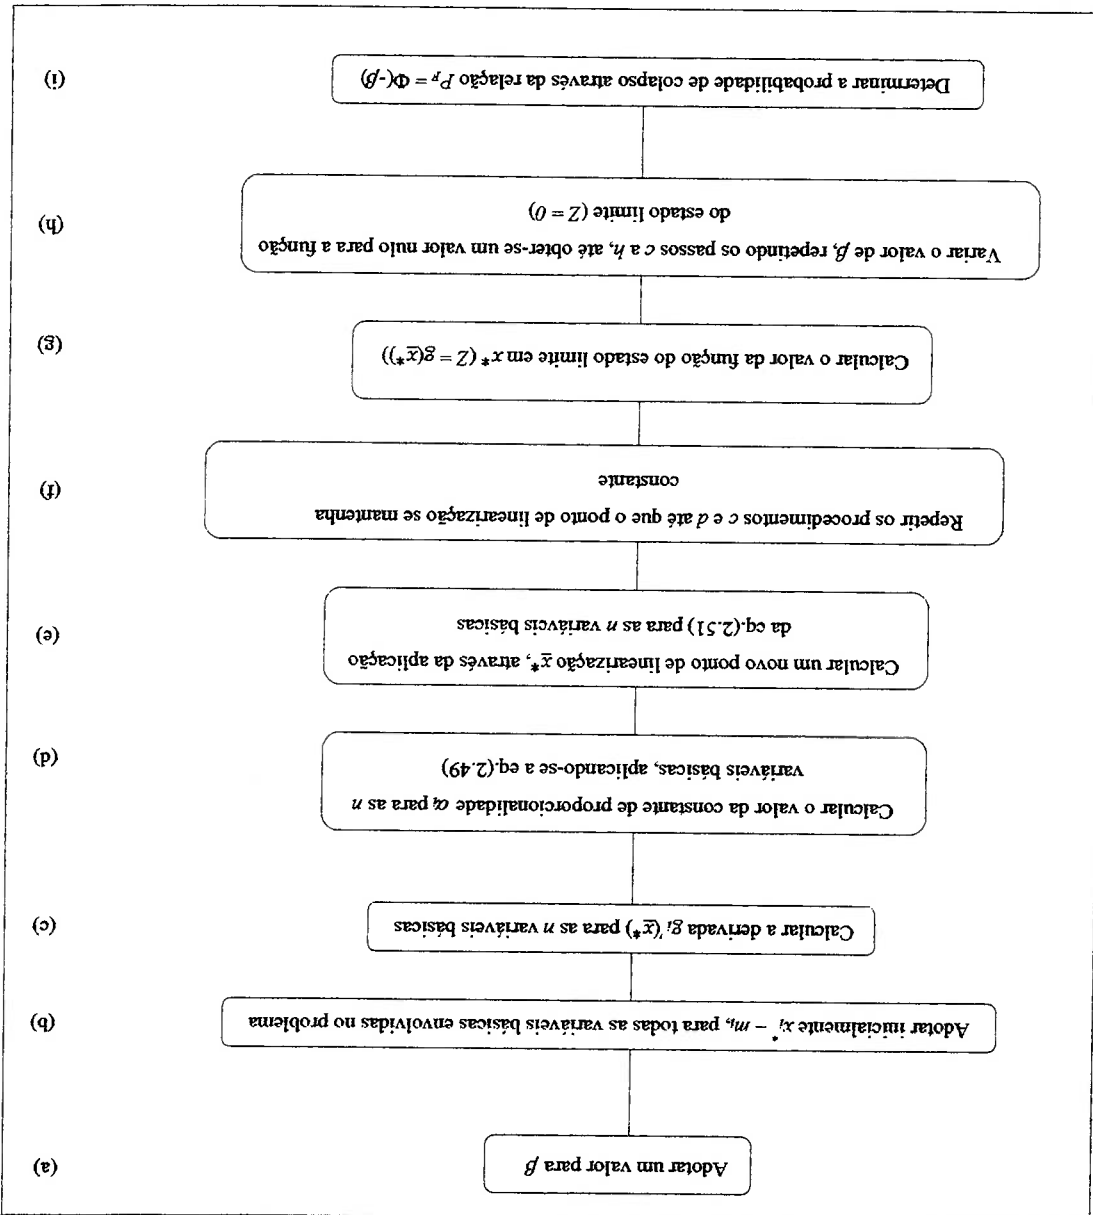 Adotar um valor para β
(a)
Adotar inicialmente xᵢ* – mᵢ, para todas as variáveis básicas envolvidas no problema
(b)
Calcular a derivada gᵢ'(x̄*) para as n variáveis básicas
(c)
Calcular o valor da constante de proporcionalidade αᵢ para as n
variáveis básicas, aplicando-se a eq.(2.49)
(d)
Calcular um novo ponto de linearização x̄*, através da aplicação
da eq.(2.51) para as n variáveis básicas
(e)
Repetir os procedimentos c e d até que o ponto de linearização se mantenha
constante
(f)
Calcular o valor da função do estado limite em x* (Z = g(x̄*))
(g)
Variar o valor de β, repetindo os passos c a h, até obter-se um valor nulo para a função
do estado limite (Z = 0)
(h)
Determinar a probabilidade de colapso através da relação P_F = Φ(-β)
(i)